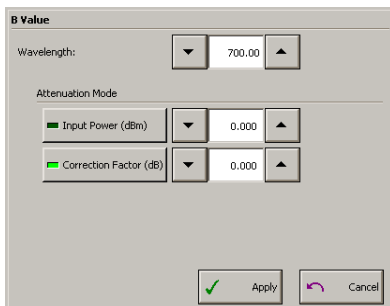 B Value
Wavelength: 700.00
Attenuation Mode
Input Power (dBm) 0.000
Correction Factor (dB) 0.000
Apply Cancel